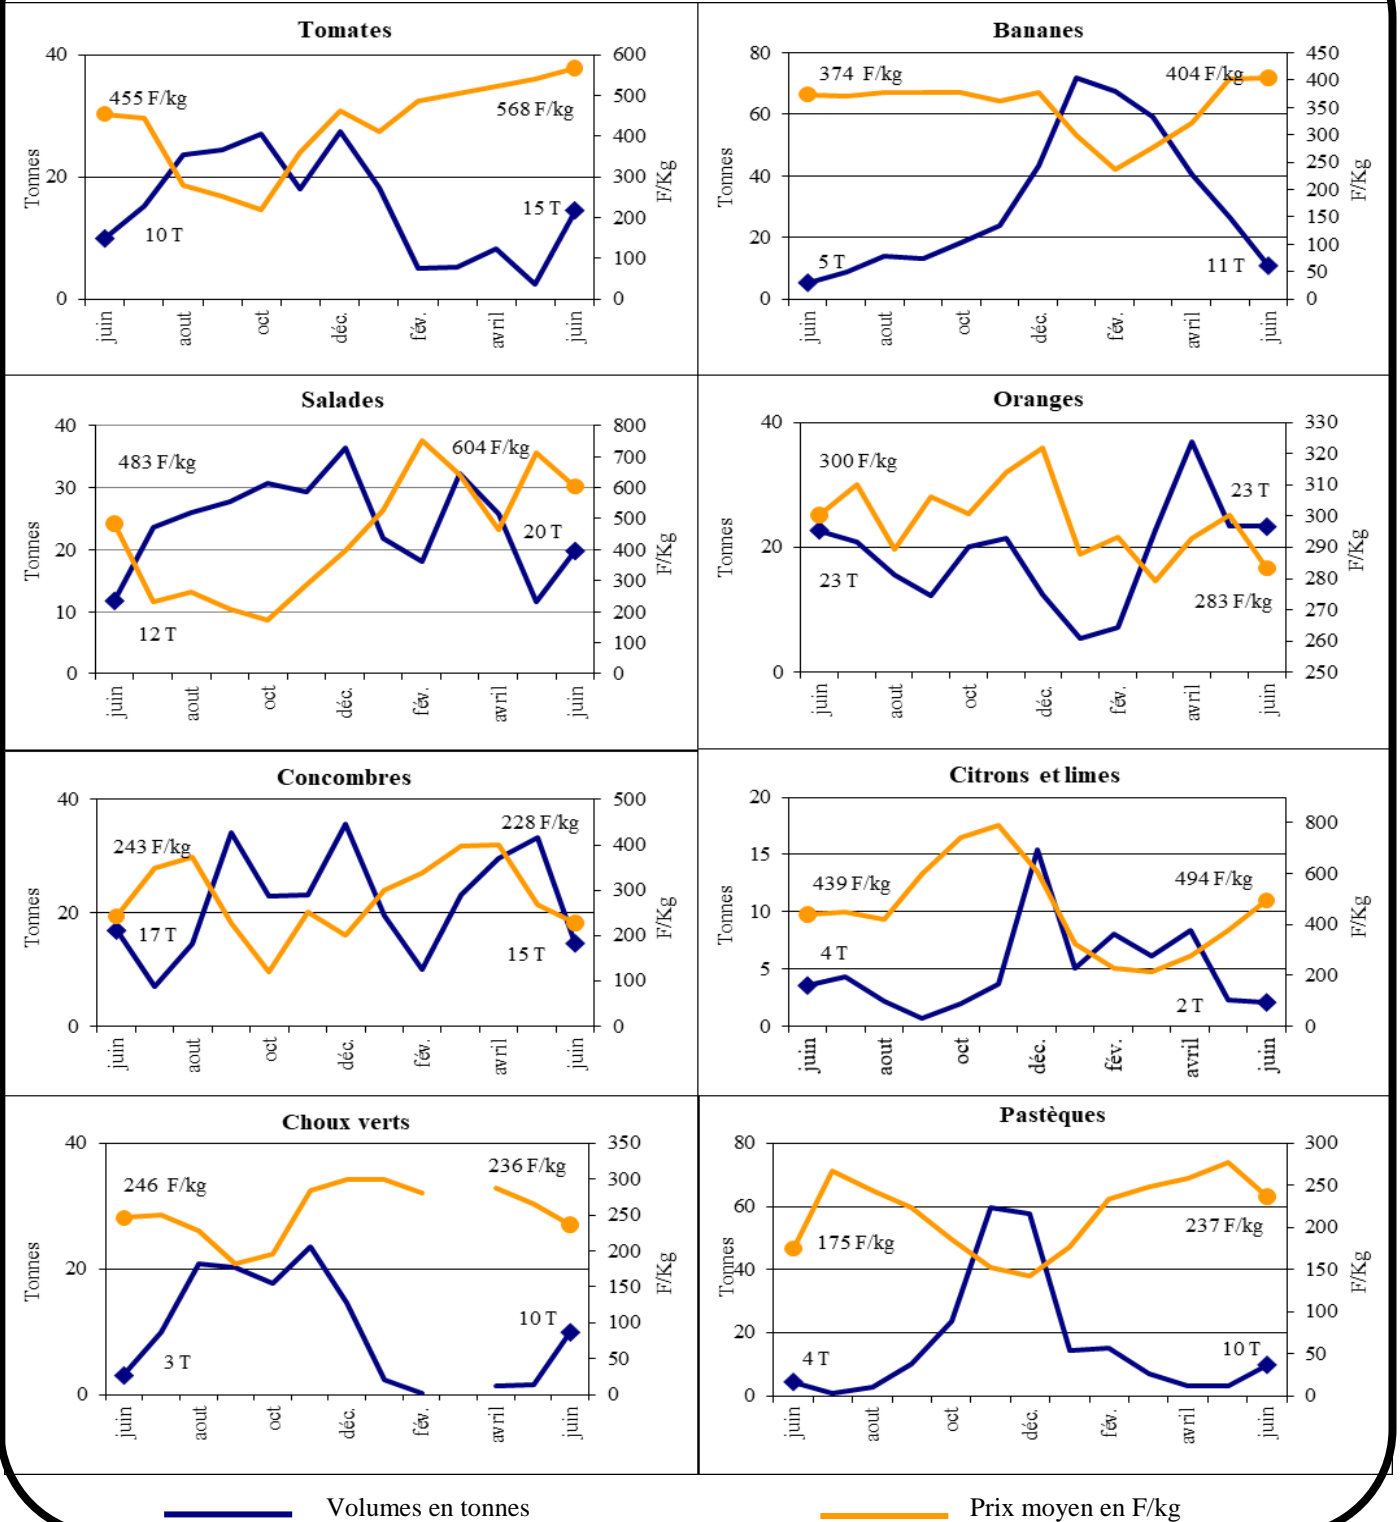 Tomates
40
20
0
Tonnes
600
500
400
300
200
100
0
F/Kg
455 F/kg
568 F/kg
10 T
15 T
juin
aout
oct
déc.
fév.
avril
juin
Bananes
80
60
40
20
0
Tonnes
450
400
350
300
250
200
150
100
50
0
F/Kg
374 F/kg
404 F/kg
5 T
11 T
juin
aout
oct
déc.
fév.
avril
juin
Salades
40
30
20
10
0
Tonnes
800
700
600
500
400
300
200
100
0
F/Kg
483 F/kg
604 F/kg
12 T
20 T
juin
aout
oct
déc.
fév.
avril
juin
Oranges
40
20
0
Tonnes
330
320
310
300
290
280
270
260
250
F/Kg
300 F/kg
23 T
23 T
283 F/kg
juin
aout
oct
déc.
fév.
avril
juin
Concombres
40
20
0
Tonnes
500
400
300
200
100
0
F/Kg
243 F/kg
228 F/kg
17 T
15 T
juin
aout
oct
déc.
fév.
avril
juin
Citrons et limes
20
15
10
5
0
Tonnes
800
600
400
200
0
F/Kg
439 F/kg
494 F/kg
4 T
2 T
juin
aout
oct
déc.
fév.
avril
juin
Choux verts
40
20
0
Tonnes
350
300
250
200
150
100
50
0
F/Kg
246 F/kg
236 F/kg
3 T
10 T
juin
aout
oct
déc.
fév.
avril
juin
Pastèques
80
60
40
20
0
Tonnes
300
250
200
150
100
50
0
F/Kg
175 F/kg
237 F/kg
4 T
10 T
juin
aout
oct
déc.
fév.
avril
juin
Volumes en tonnes
Prix moyen en F/kg